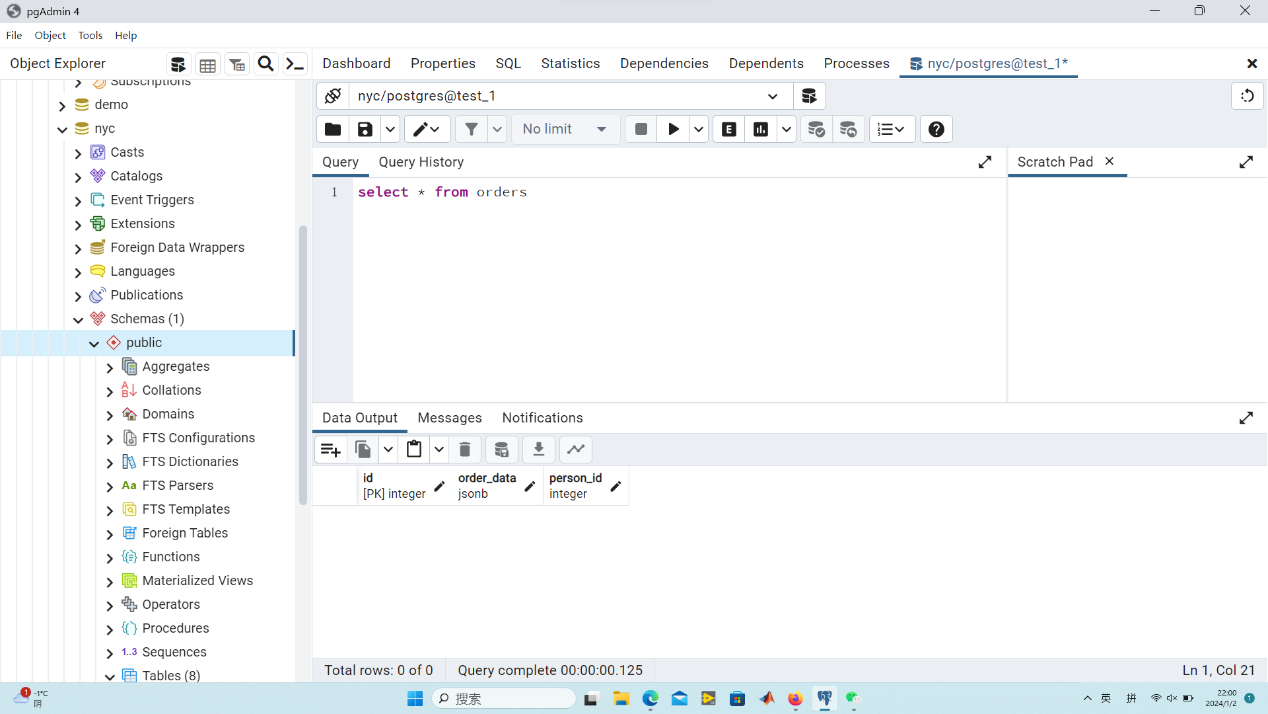 pgAdmin 4
File Object Tools Help
Object Explorer
Dashboard Properties SQL Statistics Dependencies Dependents Processes nyc/postgres@test_1*
Subscriptions
demo
nyc
Casts
Catalogs
Event Triggers
Extensions
Foreign Data Wrappers
Languages
Publications
Schemas (1)
public
Aggregates
Collations
Domains
FTS Configurations
FTS Dictionaries
Aa FTS Parsers
FTS Templates
Foreign Tables
Functions
Materialized Views
Operators
Procedures
1..3 Sequences
Tables (8)
nyc/postgres@test_1
No limit
E
Query Query History
Scratch Pad
1 select * from orders
Data Output Messages Notifications
id order_data person_id
[PK] integer jsonb integer
Total rows: 0 of 0 Query complete 00:00:00.125 Ln 1, Col 21
1
-1°C
阴
搜索
英 拼
22:00
2024/1/2
1